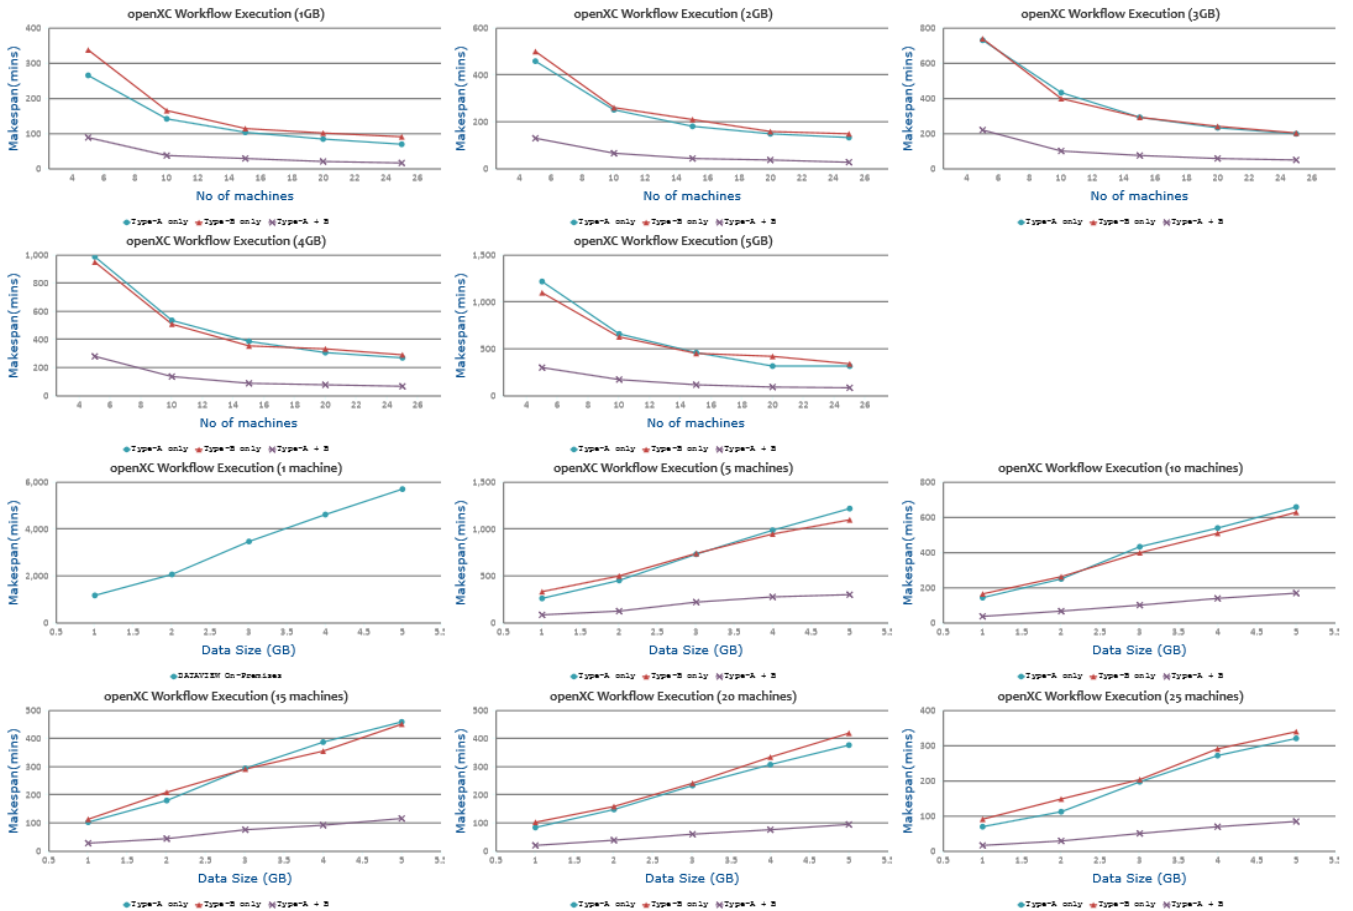 openXC Workflow Execution (1GB)
Makespan(mins)
400
300
200
100
0
4 6 8 10 12 14 16 18 20 22 24 26
No of machines
Type-A only Type-B only Type-A + B
openXC Workflow Execution (2GB)
Makespan(mins)
600
400
200
0
4 6 8 10 12 14 16 18 20 22 24 26
No of machines
Type-A only Type-B only Type-A + B
openXC Workflow Execution (3GB)
Makespan(mins)
800
600
400
200
0
4 6 8 10 12 14 16 18 20 22 24 26
No of machines
Type-A only Type-B only Type-A + B
openXC Workflow Execution (4GB)
Makespan(mins)
1,000
800
600
400
200
0
4 6 8 10 12 14 16 18 20 22 24 26
No of machines
Type-A only Type-B only Type-A + B
openXC Workflow Execution (5GB)
Makespan(mins)
1,500
1,000
500
0
4 6 8 10 12 14 16 18 20 22 24 26
No of machines
Type-A only Type-B only Type-A + B
openXC Workflow Execution (1 machine)
Makespan(mins)
6,000
4,000
2,000
0
0.5 1 1.5 2 2.5 3 3.5 4 4.5 5 5.5
Data Size (GB)
DATAVIEW On-Premises
openXC Workflow Execution (5 machines)
Makespan(mins)
1,500
1,000
500
0
0.5 1 1.5 2 2.5 3 3.5 4 4.5 5 5.5
Data Size (GB)
Type-A only Type-B only Type-A + B
openXC Workflow Execution (10 machines)
Makespan(mins)
800
600
400
200
0
0.5 1 1.5 2 2.5 3 3.5 4 4.5 5 5.
Data Size (GB)
Type-A only Type-B only Type-A + B
openXC Workflow Execution (15 machines)
Makespan(mins)
500
400
300
200
100
0
0.5 1 1.5 2 2.5 3 3.5 4 4.5 5 5.5
Data Size (GB)
Type-A only Type-B only Type-A + B
openXC Workflow Execution (20 machines)
Makespan(mins)
500
400
300
200
100
0
0.5 1 1.5 2 2.5 3 3.5 4 4.5 5 5.5
Data Size (GB)
Type-A only Type-B only Type-A + B
openXC Workflow Execution (25 machines)
Makespan(mins)
400
300
200
100
0
0.5 1 1.5 2 2.5 3 3.5 4 4.5 5 5.
Data Size (GB)
Type-A only Type-B only Type-A + B